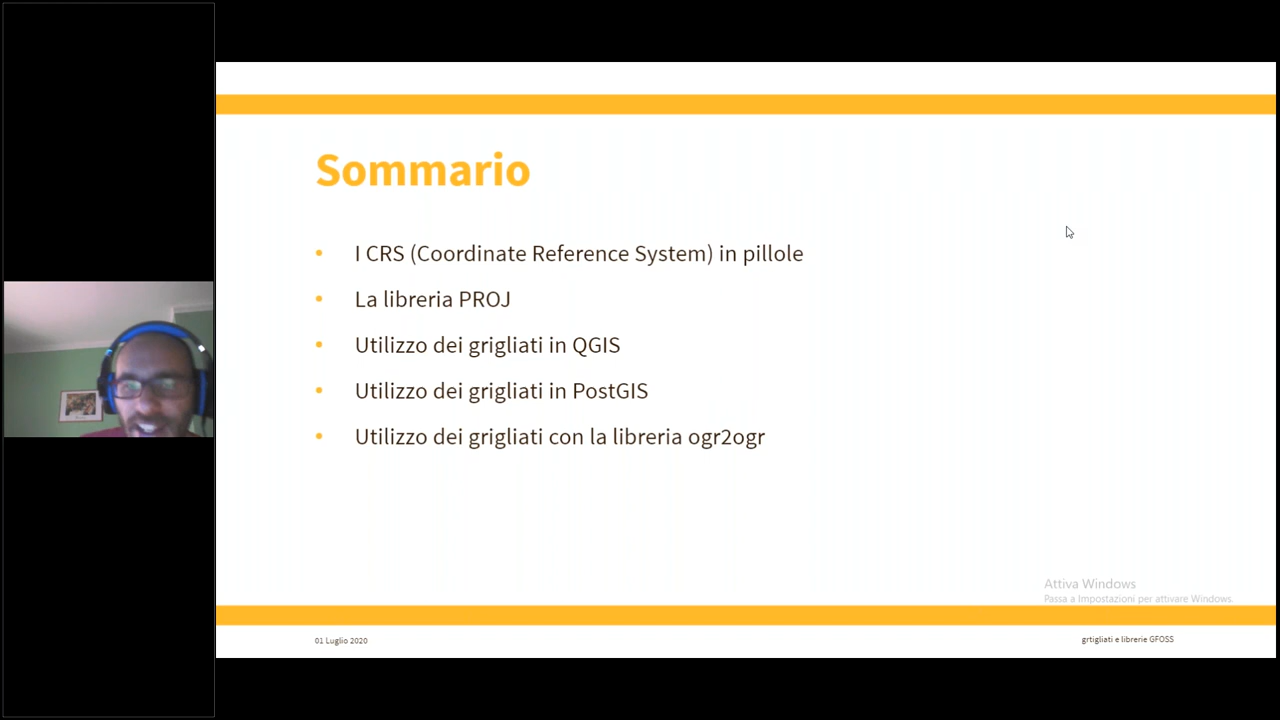 Sommario
• I CRS (Coordinate Reference System) in pillole
• La libreria PROJ
• Utilizzo dei grigliati in QGIS
• Utilizzo dei grigliati in PostGIS
• Utilizzo dei grigliati con la libreria ogr2ogr
Attiva Windows
Passa a Impostazioni per attivare Windows.
01 Luglio 2020
grtigliati e librerie GFOSS